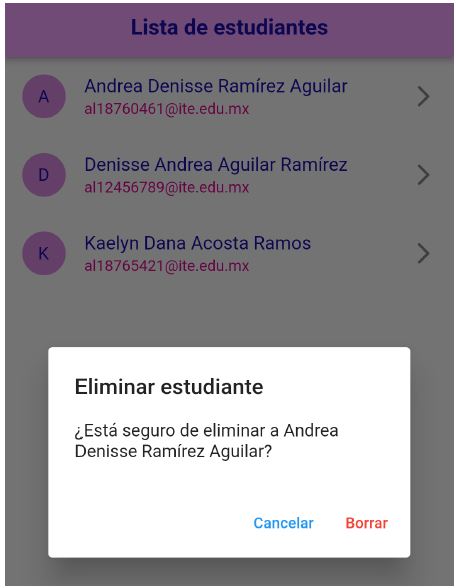 Lista de estudiantes
A
Andrea Denisse Ramírez Aguilar
al18760461@ite.edu.mx
D
Denisse Andrea Aguilar Ramírez
al12456789@ite.edu.mx
K
Kaelyn Dana Acosta Ramos
al18765421@ite.edu.mx
Eliminar estudiante
¿Está seguro de eliminar a Andrea
Denisse Ramírez Aguilar?
Cancelar Borrar